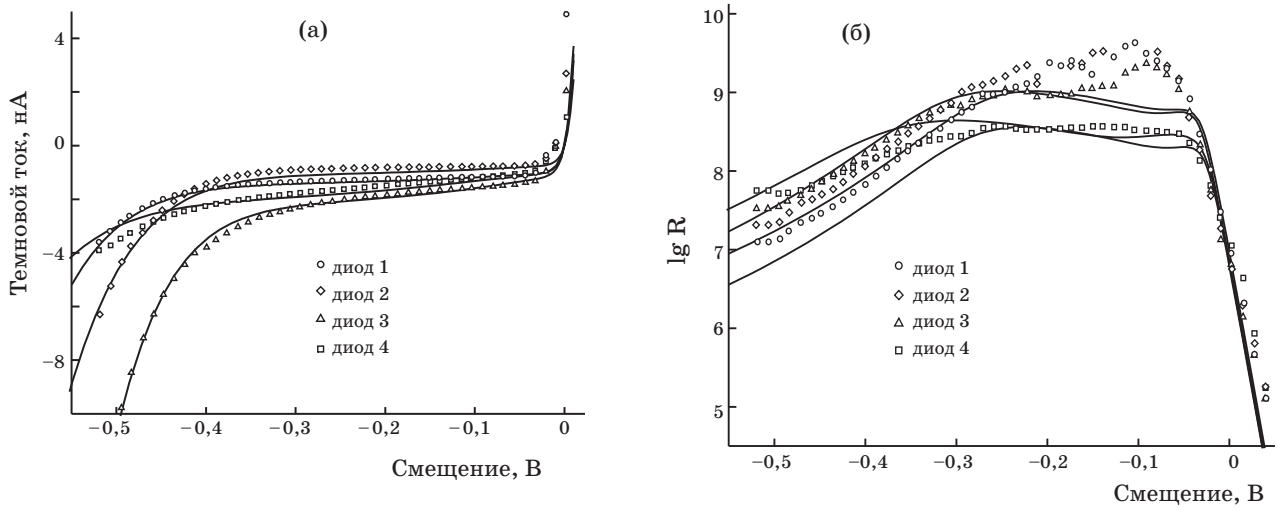 (а)
Темновой ток, нА
4
0
−4
−8
−0,5
−0,4
−0,3
−0,2
−0,1
0
Смещение, В
диод 1
диод 2
диод 3
диод 4
(б)
lg R
10
9
8
7
6
5
−0,5
−0,4
−0,3
−0,2
−0,1
0
Смещение, В
диод 1
диод 2
диод 3
диод 4